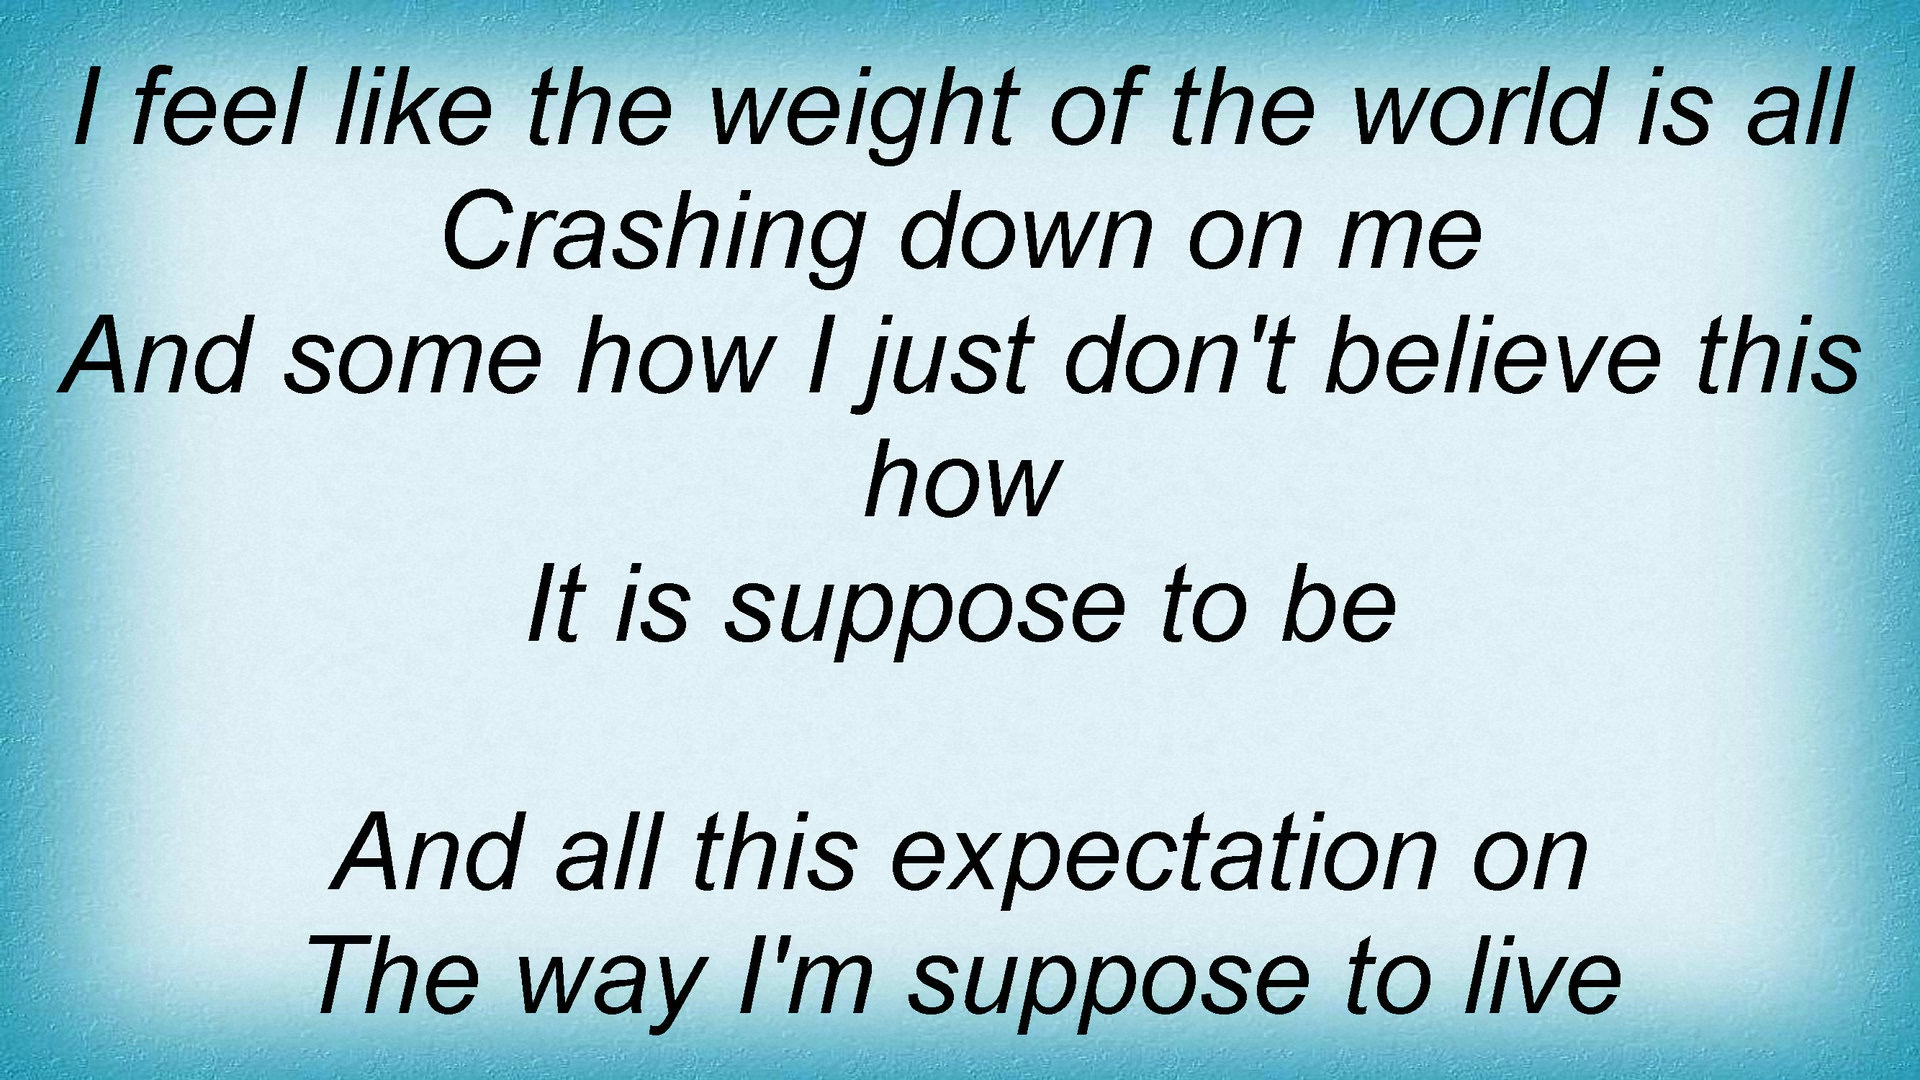 I feel like the weight of the world is all
Crashing down on me
And some how I just don't believe this
how
It is suppose to be
And all this expectation on
The way I'm suppose to live